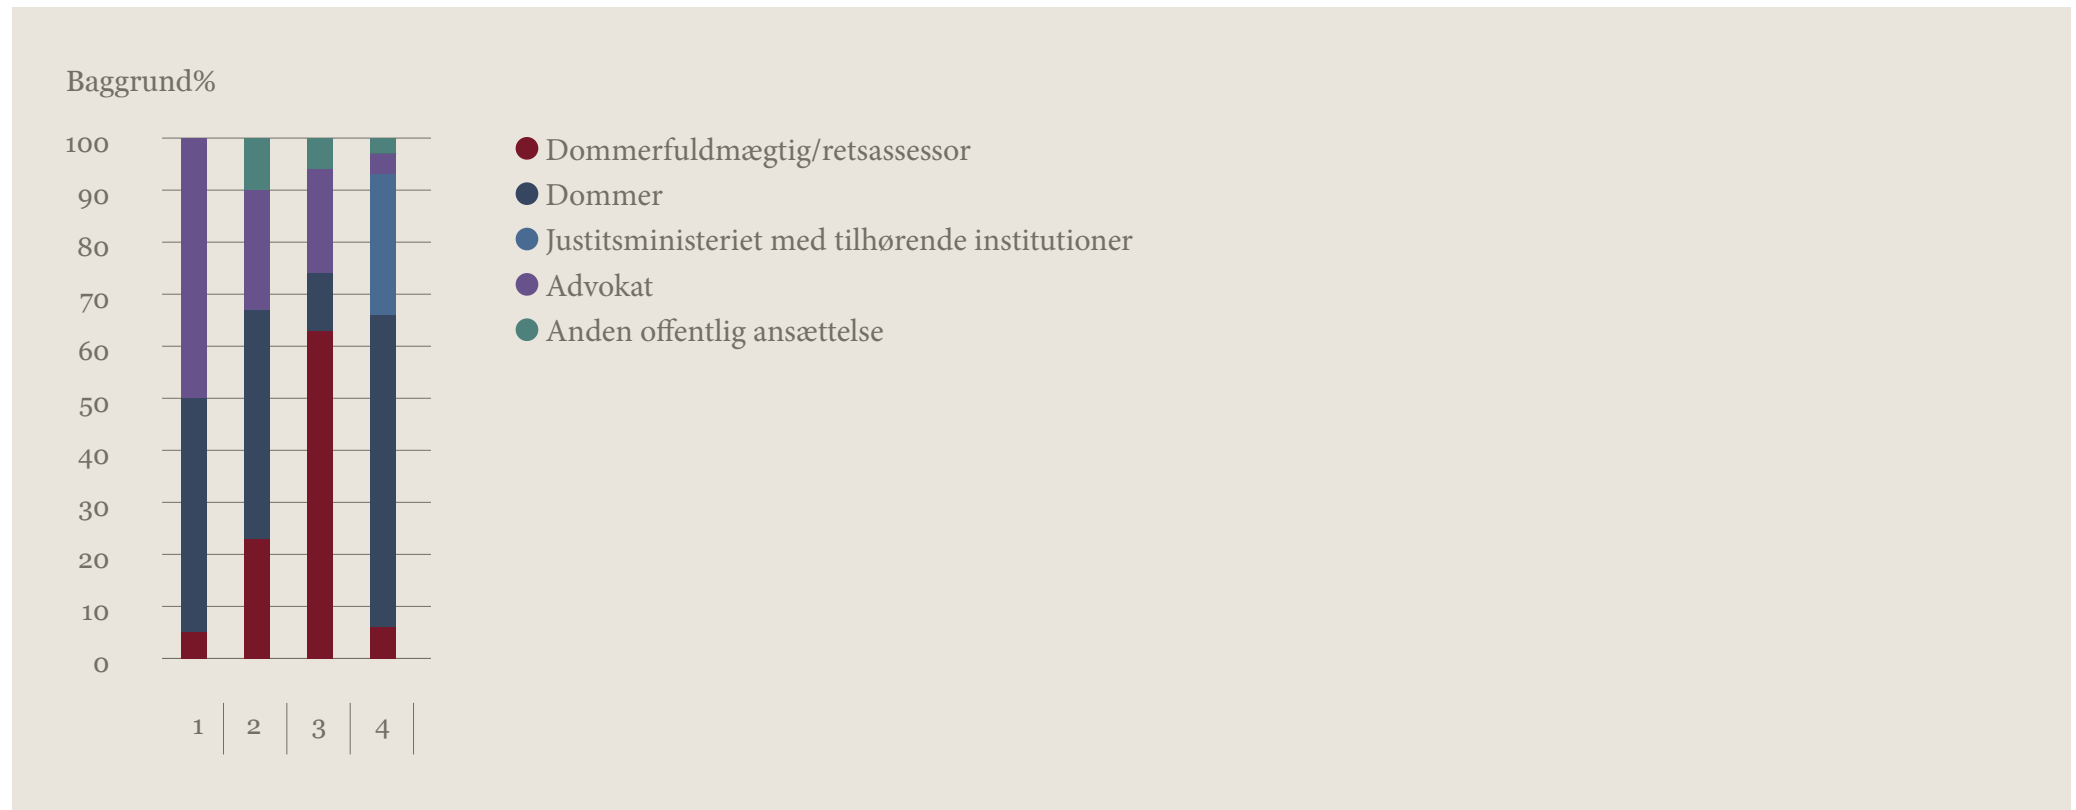 Baggrund%
100
90
80
70
60
50
40
30
20
10
0
1 2 3 4
Dommerfuldmægtig/retsassessor
Dommer
Justitsministeriet med tilhørende institutioner
Advokat
Anden offentlig ansættelse